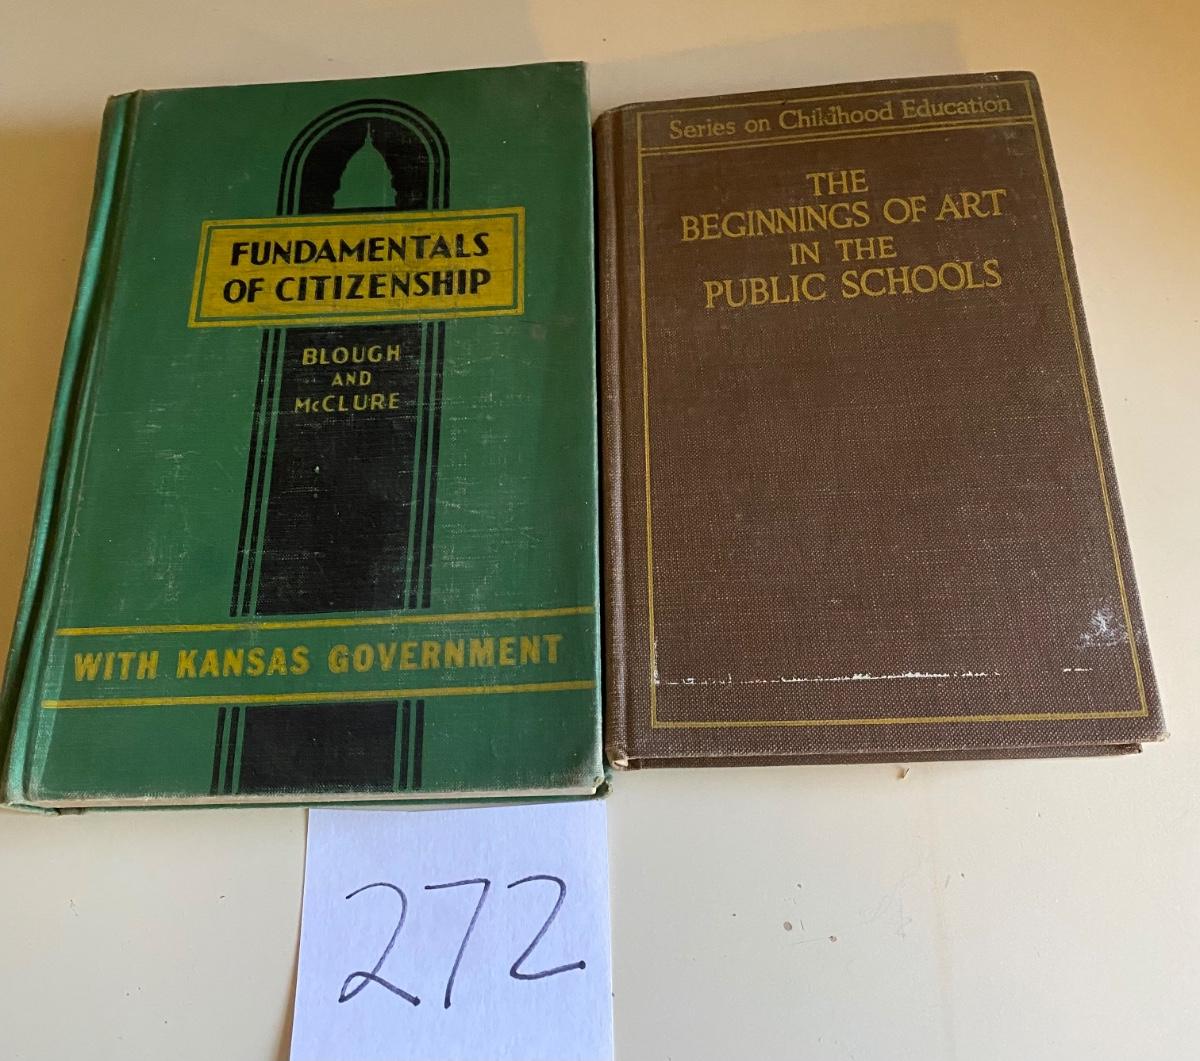 FUNDAMENTALS
OF CITIZENSHIP
BLOUGH
AND
McCLURE
WITH KANSAS GOVERNMENT
Series on Childhood Education
THE
BEGINNINGS OF ART
IN THE
PUBLIC SCHOOLS
272